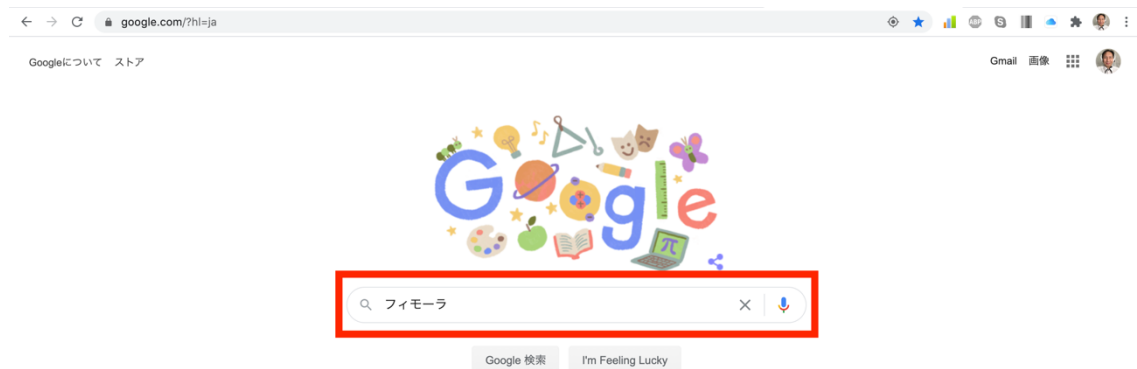 google.com/?hl=ja
ABP
S
Googleについて ストア
Gmail 画像
Google
π
フィモーラ
Google 検索 I'm Feeling Lucky